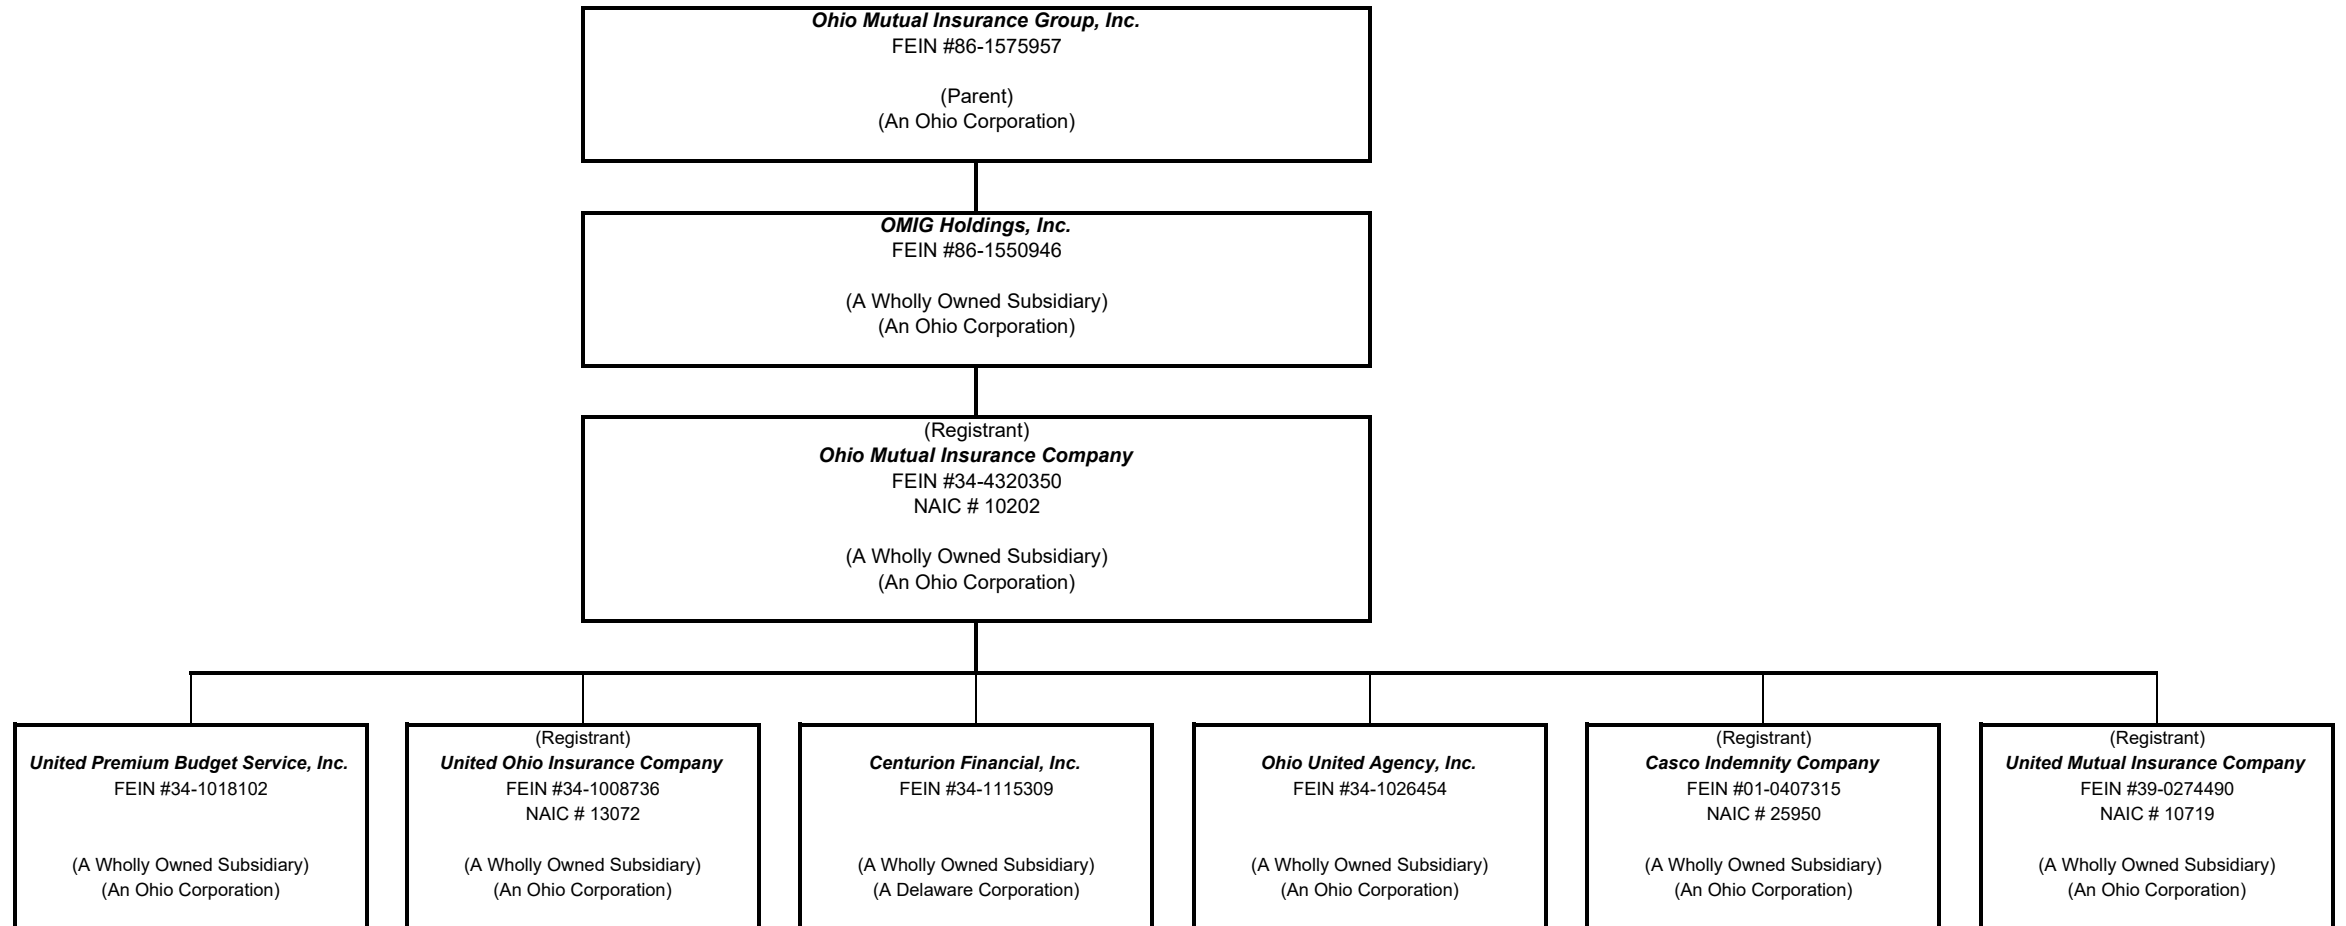 Ohio Mutual Insurance Group, Inc.
FEIN #86-1575957
(Parent)
(An Ohio Corporation)
OMIG Holdings, Inc.
FEIN #86-1550946
(A Wholly Owned Subsidiary)
(An Ohio Corporation)
(Registrant)
Ohio Mutual Insurance Company
FEIN #34-4320350
NAIC # 10202
(A Wholly Owned Subsidiary)
(An Ohio Corporation)
United Premium Budget Service, Inc.
FEIN #34-1018102
(A Wholly Owned Subsidiary)
(An Ohio Corporation)
(Registrant)
United Ohio Insurance Company
FEIN #34-1008736
NAIC # 13072
(A Wholly Owned Subsidiary)
(An Ohio Corporation)
Centurion Financial, Inc.
FEIN #34-1115309
(A Wholly Owned Subsidiary)
(A Delaware Corporation)
Ohio United Agency, Inc.
FEIN #34-1026454
(A Wholly Owned Subsidiary)
(An Ohio Corporation)
(Registrant)
Casco Indemnity Company
FEIN #01-0407315
NAIC # 25950
(A Wholly Owned Subsidiary)
(An Ohio Corporation)
(Registrant)
United Mutual Insurance Company
FEIN #39-0274490
NAIC # 10719
(A Wholly Owned Subsidiary)
(An Ohio Corporation)